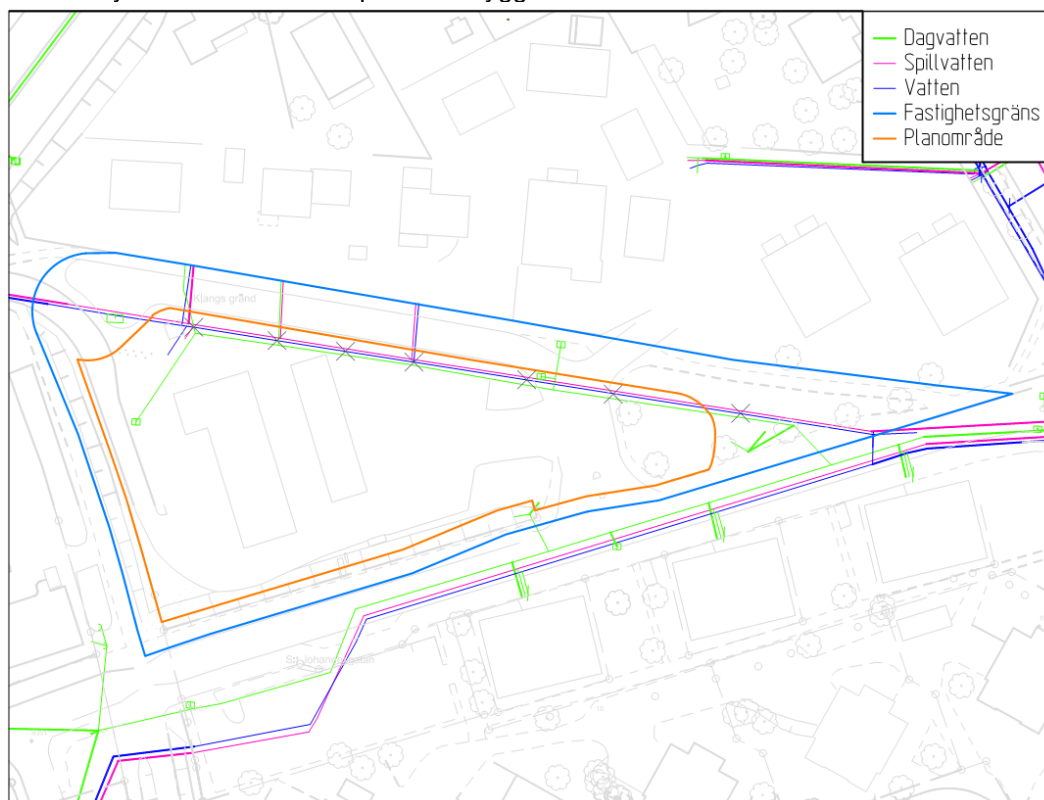 Dagvatten
Spillvatten
Vatten
Fastighetsgräns
Planområde
Klangs gränd